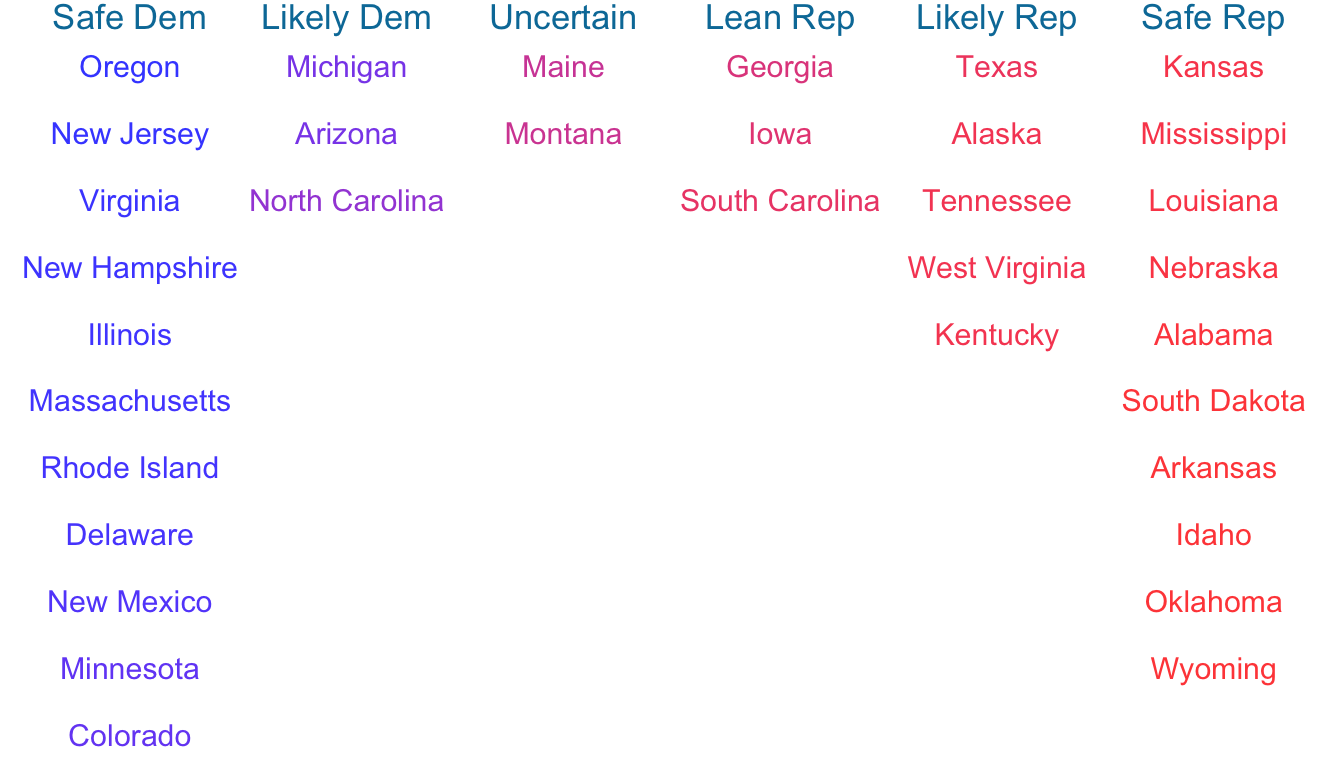 Safe Dem Likely Dem Uncertain Lean Rep Likely Rep Safe Rep
Oregon Michigan Maine Georgia Texas Kansas
New Jersey Arizona Montana Iowa Alaska Mississippi
Virginia North Carolina South Carolina Tennessee Louisiana
New Hampshire West Virginia Nebraska
Illinois Kentucky Alabama
Massachusetts South Dakota
Rhode Island Arkansas
Delaware Idaho
New Mexico Oklahoma
Minnesota Wyoming
Colorado